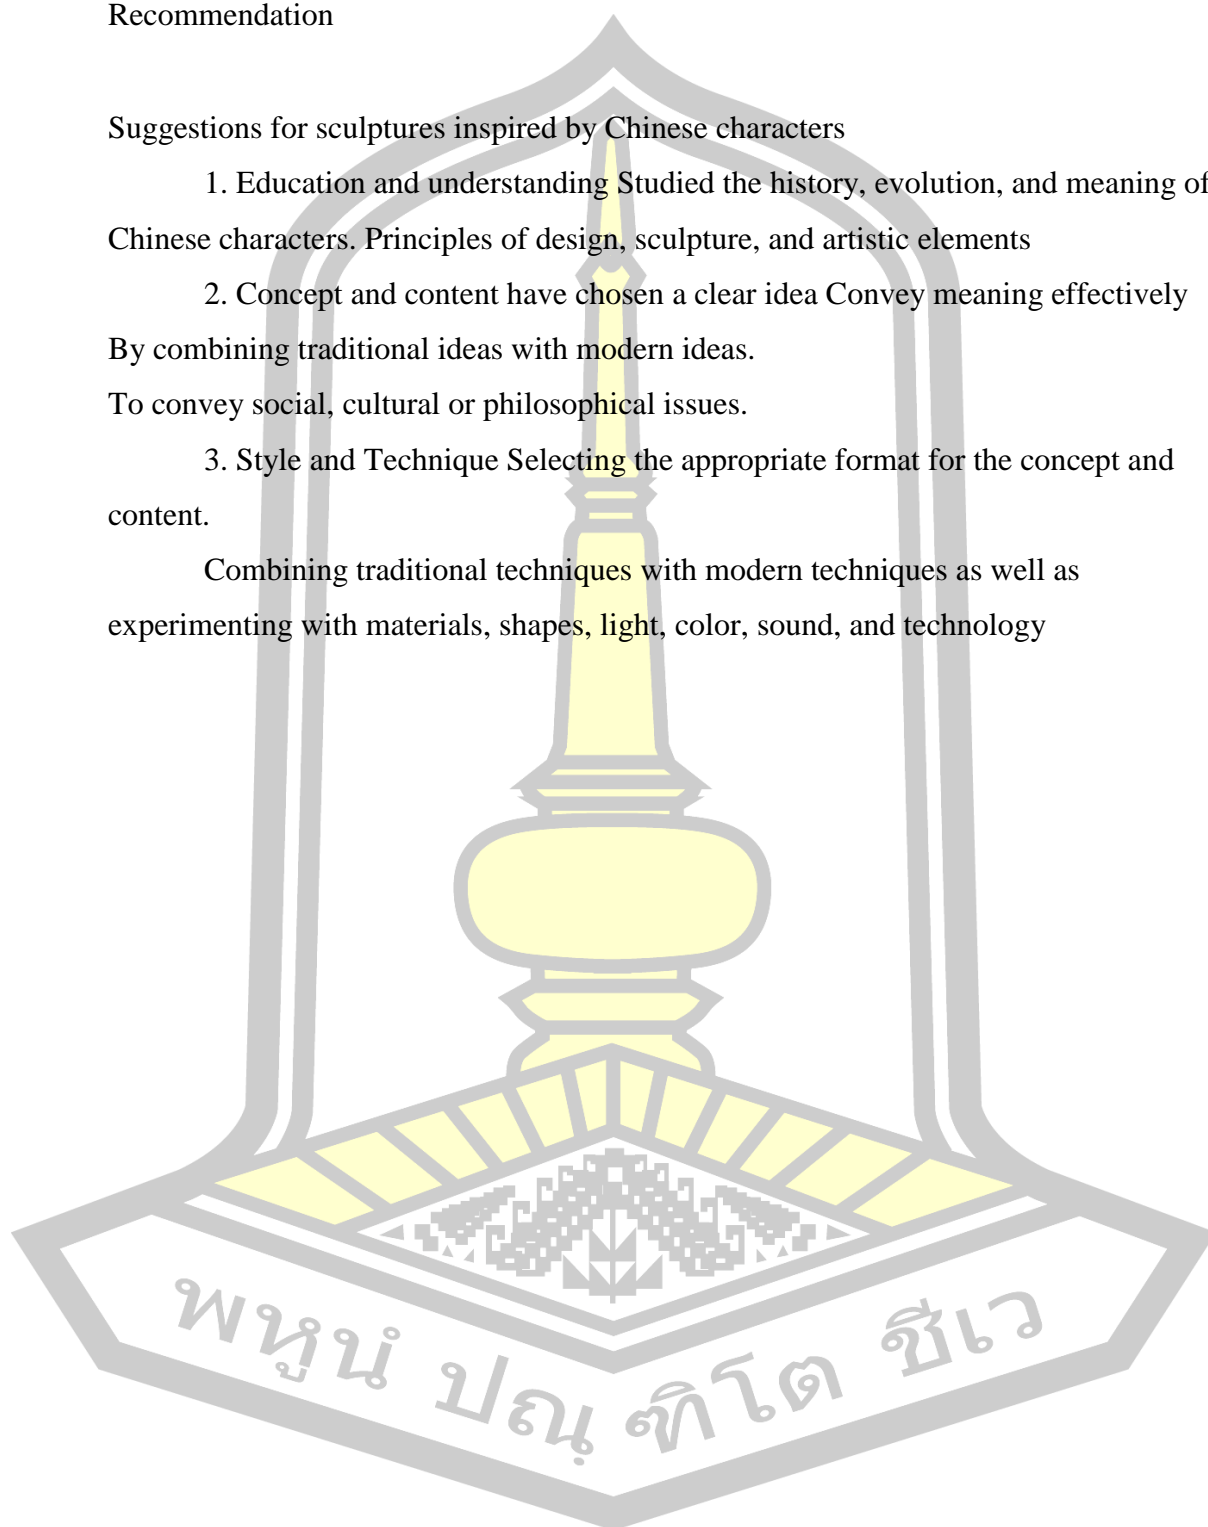 Recommendation
Suggestions for sculptures inspired by Chinese characters
1. Education and understanding Studied the history, evolution, and meaning of
Chinese characters. Principles of design, sculpture, and artistic elements
2. Concept and content have chosen a clear idea Convey meaning effectively
By combining traditional ideas with modern ideas.
To convey social, cultural or philosophical issues.
3. Style and Technique Selecting the appropriate format for the concept and
content.
Combining traditional techniques with modern techniques as well as
experimenting with materials, shapes, light, color, sound, and technology
พหูนํ ปณฺ ฑิโต ชีเว